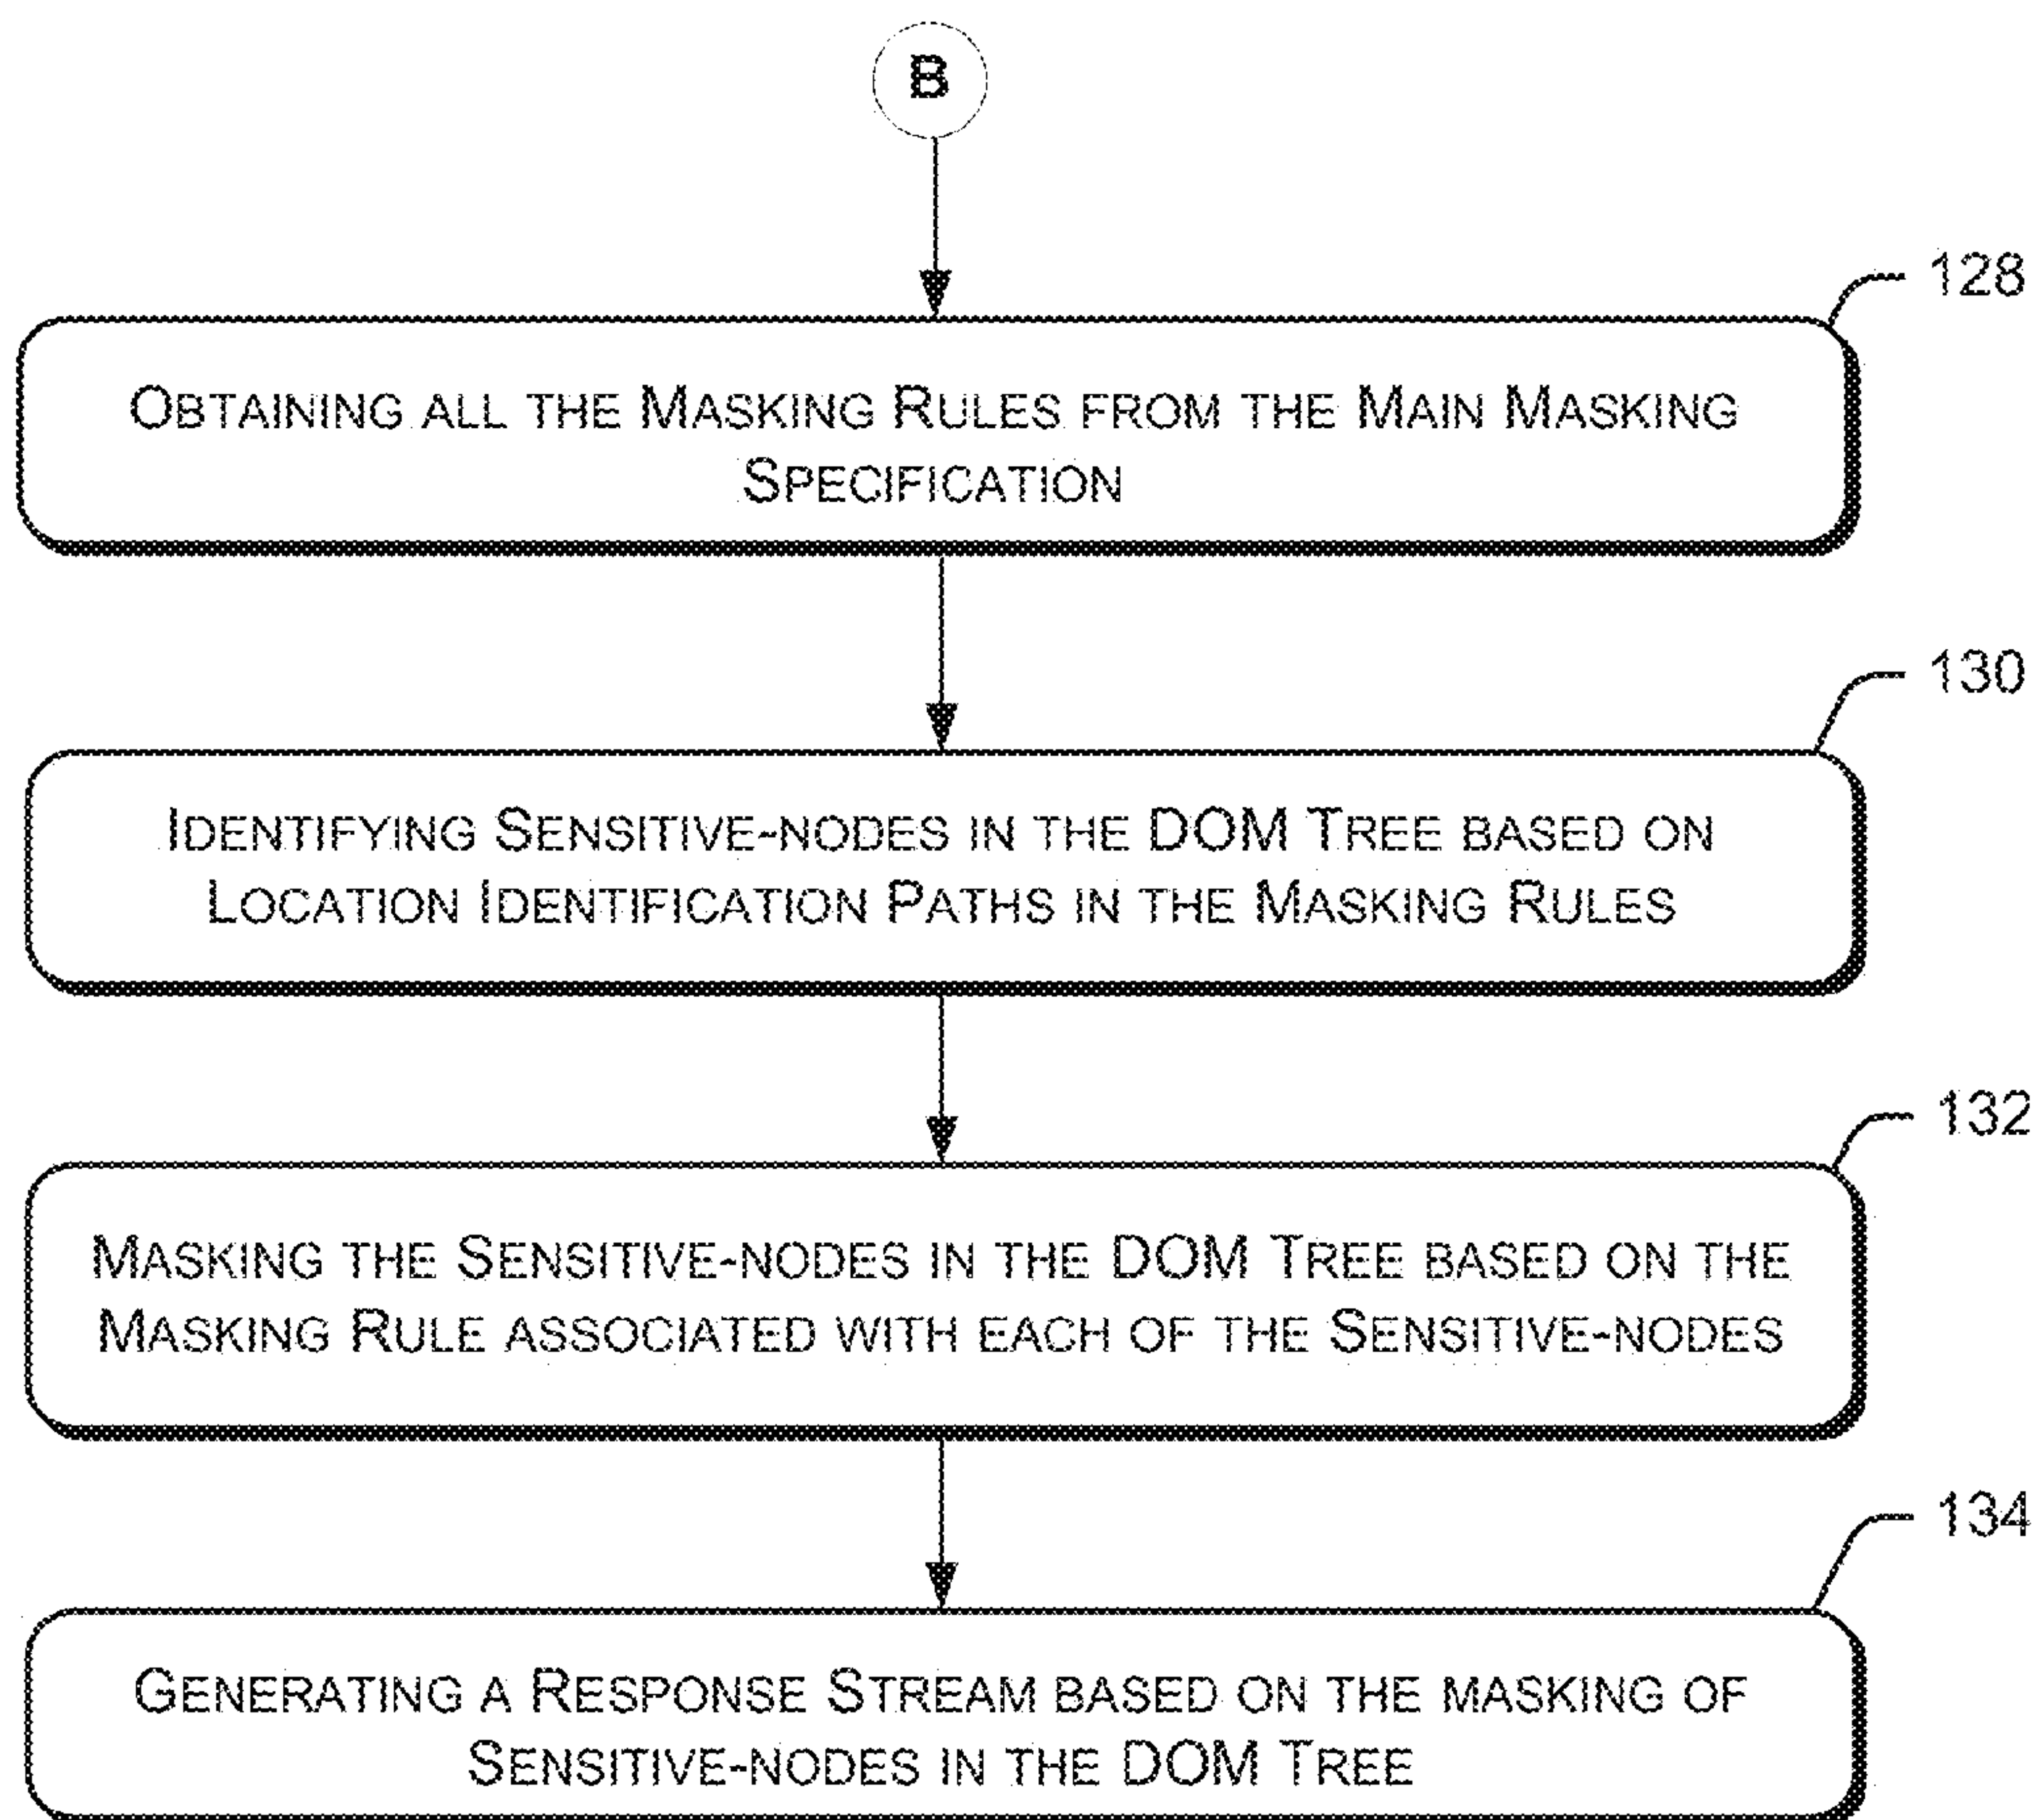 B
128
OBTAINING ALL THE MASKING RULES FROM THE MAIN MASKING
SPECIFICATION
130
IDENTIFYING SENSITIVE-NODES IN THE DOM TREE BASED ON
LOCATION IDENTIFICATION PATHS IN THE MASKING RULES
132
MASKING THE SENSITIVE-NODES IN THE DOM TREE BASED ON THE
MASKING RULE ASSOCIATED WITH EACH OF THE SENSITIVE-NODES
134
GENERATING A RESPONSE STREAM BASED ON THE MASKING OF
SENSITIVE-NODES IN THE DOM TREE